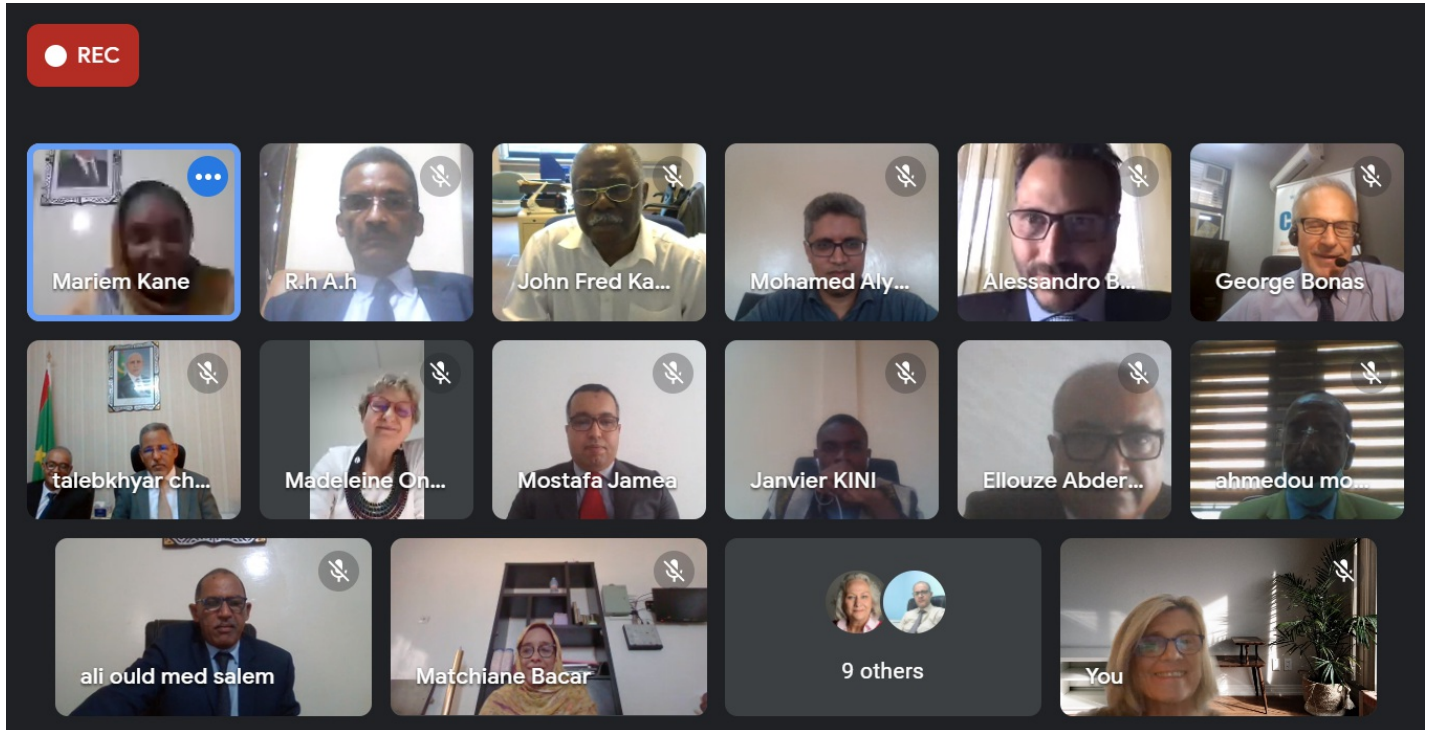 REC
Mariem Kane
R.h A.h
John Fred Ka...
Mohamed Aly...
Alessandro B...
George Bonas
talebkhyar ch...
Madeleine On...
Mostafa Jamea
Janvier KINI
Ellouze Abder...
ahmedou mo...
ali ould med salem
Matchiane Bacar
9 others
You